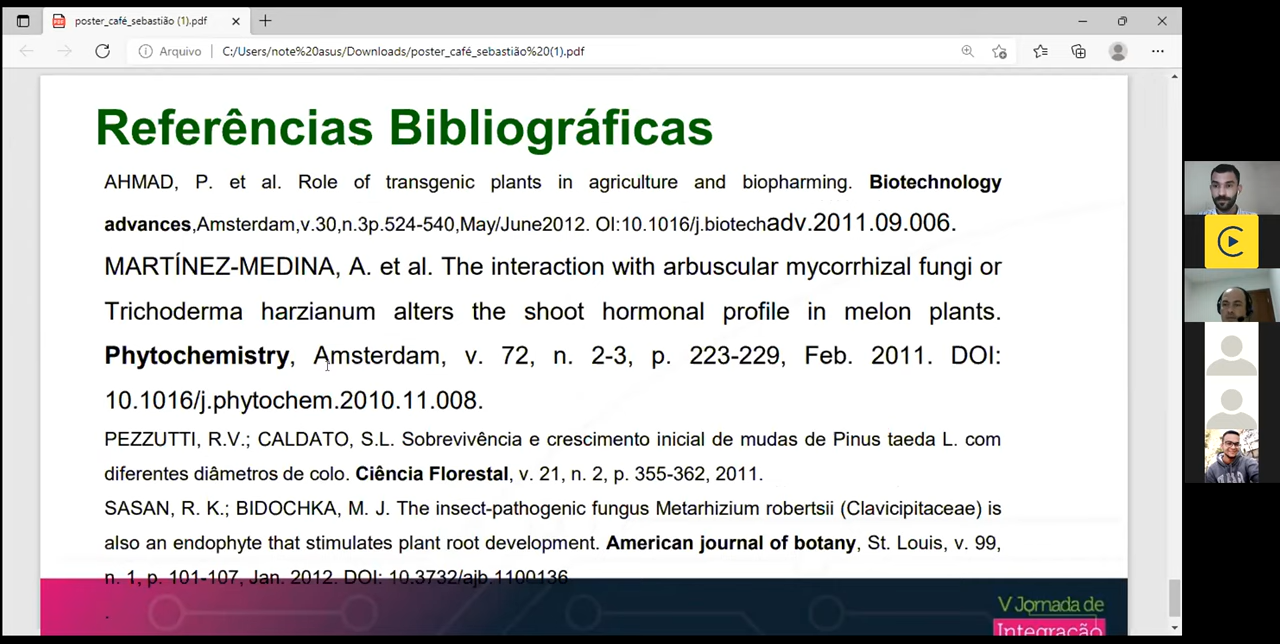 poster_café_sebastião (1).pdf
Arquivo C:/Users/note%20asus/Downloads/poster_café_sebastião%20(1).pdf
Referências Bibliográficas
AHMAD, P. et al. Role of transgenic plants in agriculture and biopharming. Biotechnology
advances,Amsterdam,v.30,n.3p.524-540,May/June2012. OI:10.1016/j.biotechadv.2011.09.006.
MARTÍNEZ-MEDINA, A. et al. The interaction with arbuscular mycorrhizal fungi or
Trichoderma harzianum alters the shoot hormonal profile in melon plants.
Phytochemistry, Amsterdam, v. 72, n. 2-3, p. 223-229, Feb. 2011. DOI:
10.1016/j.phytochem.2010.11.008.
PEZZUTTI, R.V.; CALDATO, S.L. Sobrevivência e crescimento inicial de mudas de Pinus taeda L. com
diferentes diâmetros de colo. Ciência Florestal, v. 21, n. 2, p. 355-362, 2011.
SASAN, R. K.; BIDOCHKA, M. J. The insect-pathogenic fungus Metarhizium robertsii (Clavicipitaceae) is
also an endophyte that stimulates plant root development. American journal of botany, St. Louis, v. 99,
n. 1, p. 101-107, Jan. 2012. DOI: 10.3732/ajb.1100136
.
V Jornada de
Integração